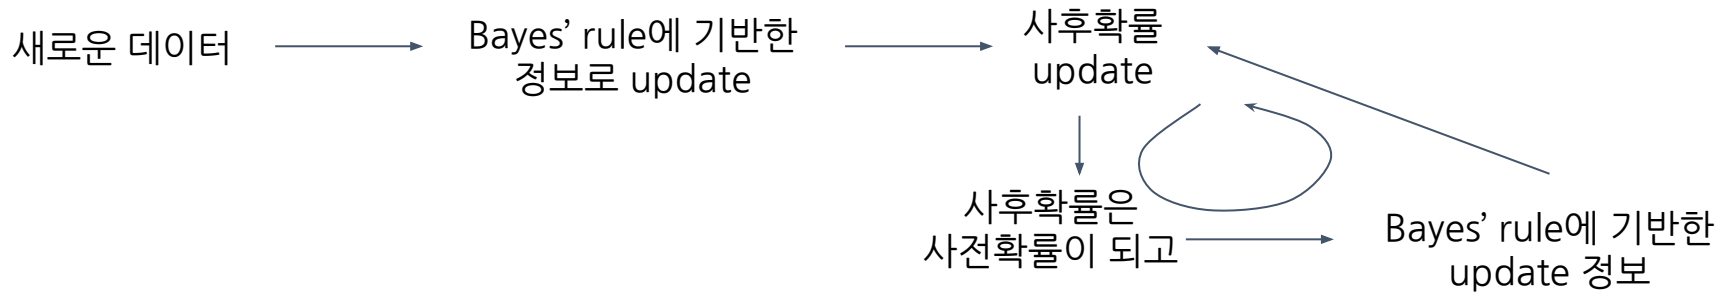 새로운 데이터
Bayes’ rule에 기반한
정보로 update
사후확률
update
사후확률은
사전확률이 되고
Bayes’ rule에 기반한
update 정보